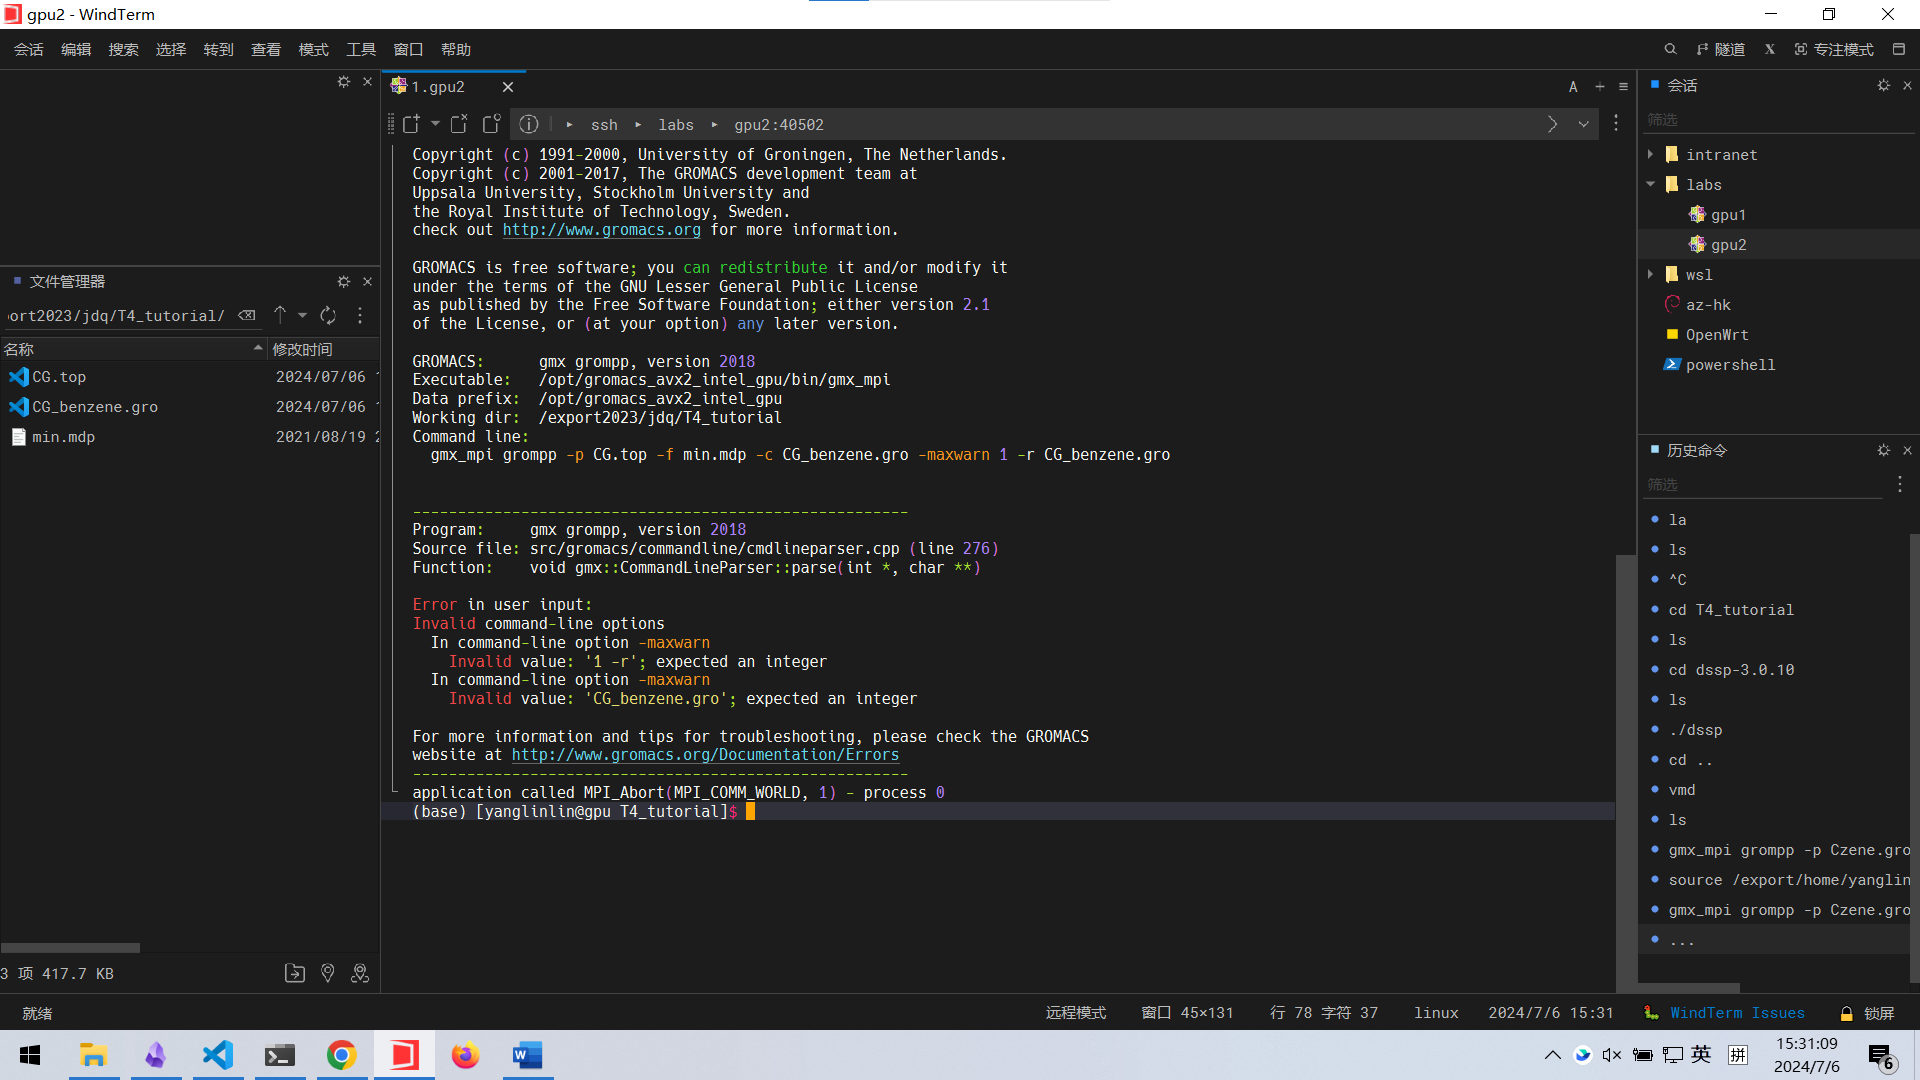 gpu2 - WindTerm
会话 编辑 搜索 选择 转到 查看 模式 工具 窗口 帮助
隧道 X 专注模式
1.gpu2
A
ssh labs gpu2:40502
Copyright (c) 1991-2000, University of Groningen, The Netherlands.
Copyright (c) 2001-2017, The GROMACS development team at
Uppsala University, Stockholm University and
the Royal Institute of Technology, Sweden.
check out http://www.gromacs.org for more information.
GROMACS is free software; you can redistribute it and/or modify it
under the terms of the GNU Lesser General Public License
as published by the Free Software Foundation; either version 2.1
of the License, or (at your option) any later version.
GROMACS:      gmx grompp, version 2018
Executable:   /opt/gromacs_avx2_intel_gpu/bin/gmx_mpi
Data prefix:  /opt/gromacs_avx2_intel_gpu
Working dir:  /export2023/jdq/T4_tutorial
Command line:
  gmx_mpi grompp -p CG.top -f min.mdp -c CG_benzene.gro -maxwarn 1 -r CG_benzene.gro
-------------------------------------------------------
Program:     gmx grompp, version 2018
Source file: src/gromacs/commandline/cmdlineparser.cpp (line 276)
Function:    void gmx::CommandLineParser::parse(int *, char **)
Error in user input:
Invalid command-line options
  In command-line option -maxwarn
    Invalid value: '1 -r'; expected an integer
  In command-line option -maxwarn
    Invalid value: 'CG_benzene.gro'; expected an integer
For more information and tips for troubleshooting, please check the GROMACS
website at http://www.gromacs.org/Documentation/Errors
-------------------------------------------------------
application called MPI_Abort(MPI_COMM_WORLD, 1) - process 0
(base) [yanglinlin@gpu T4_tutorial]$
文件管理器
ort2023/jdq/T4_tutorial/
名称 修改时间
CG.top 2024/07/06
CG_benzene.gro 2024/07/06
min.mdp 2021/08/19
3 项 417.7 KB
会话
筛选
intranet
labs
gpu1
gpu2
wsl
az-hk
OpenWrt
powershell
历史命令
筛选
la
ls
^C
cd T4_tutorial
ls
cd dssp-3.0.10
ls
./dssp
cd ..
vmd
ls
gmx_mpi grompp -p Czene.gro
source /export/home/yanglin
gmx_mpi grompp -p Czene.gro
...
就绪
远程模式 窗口 45×131 行 78 字符 37 linux 2024/7/6 15:31 WindTerm Issues 锁屏
英 拼
15:31:09
2024/7/6
6